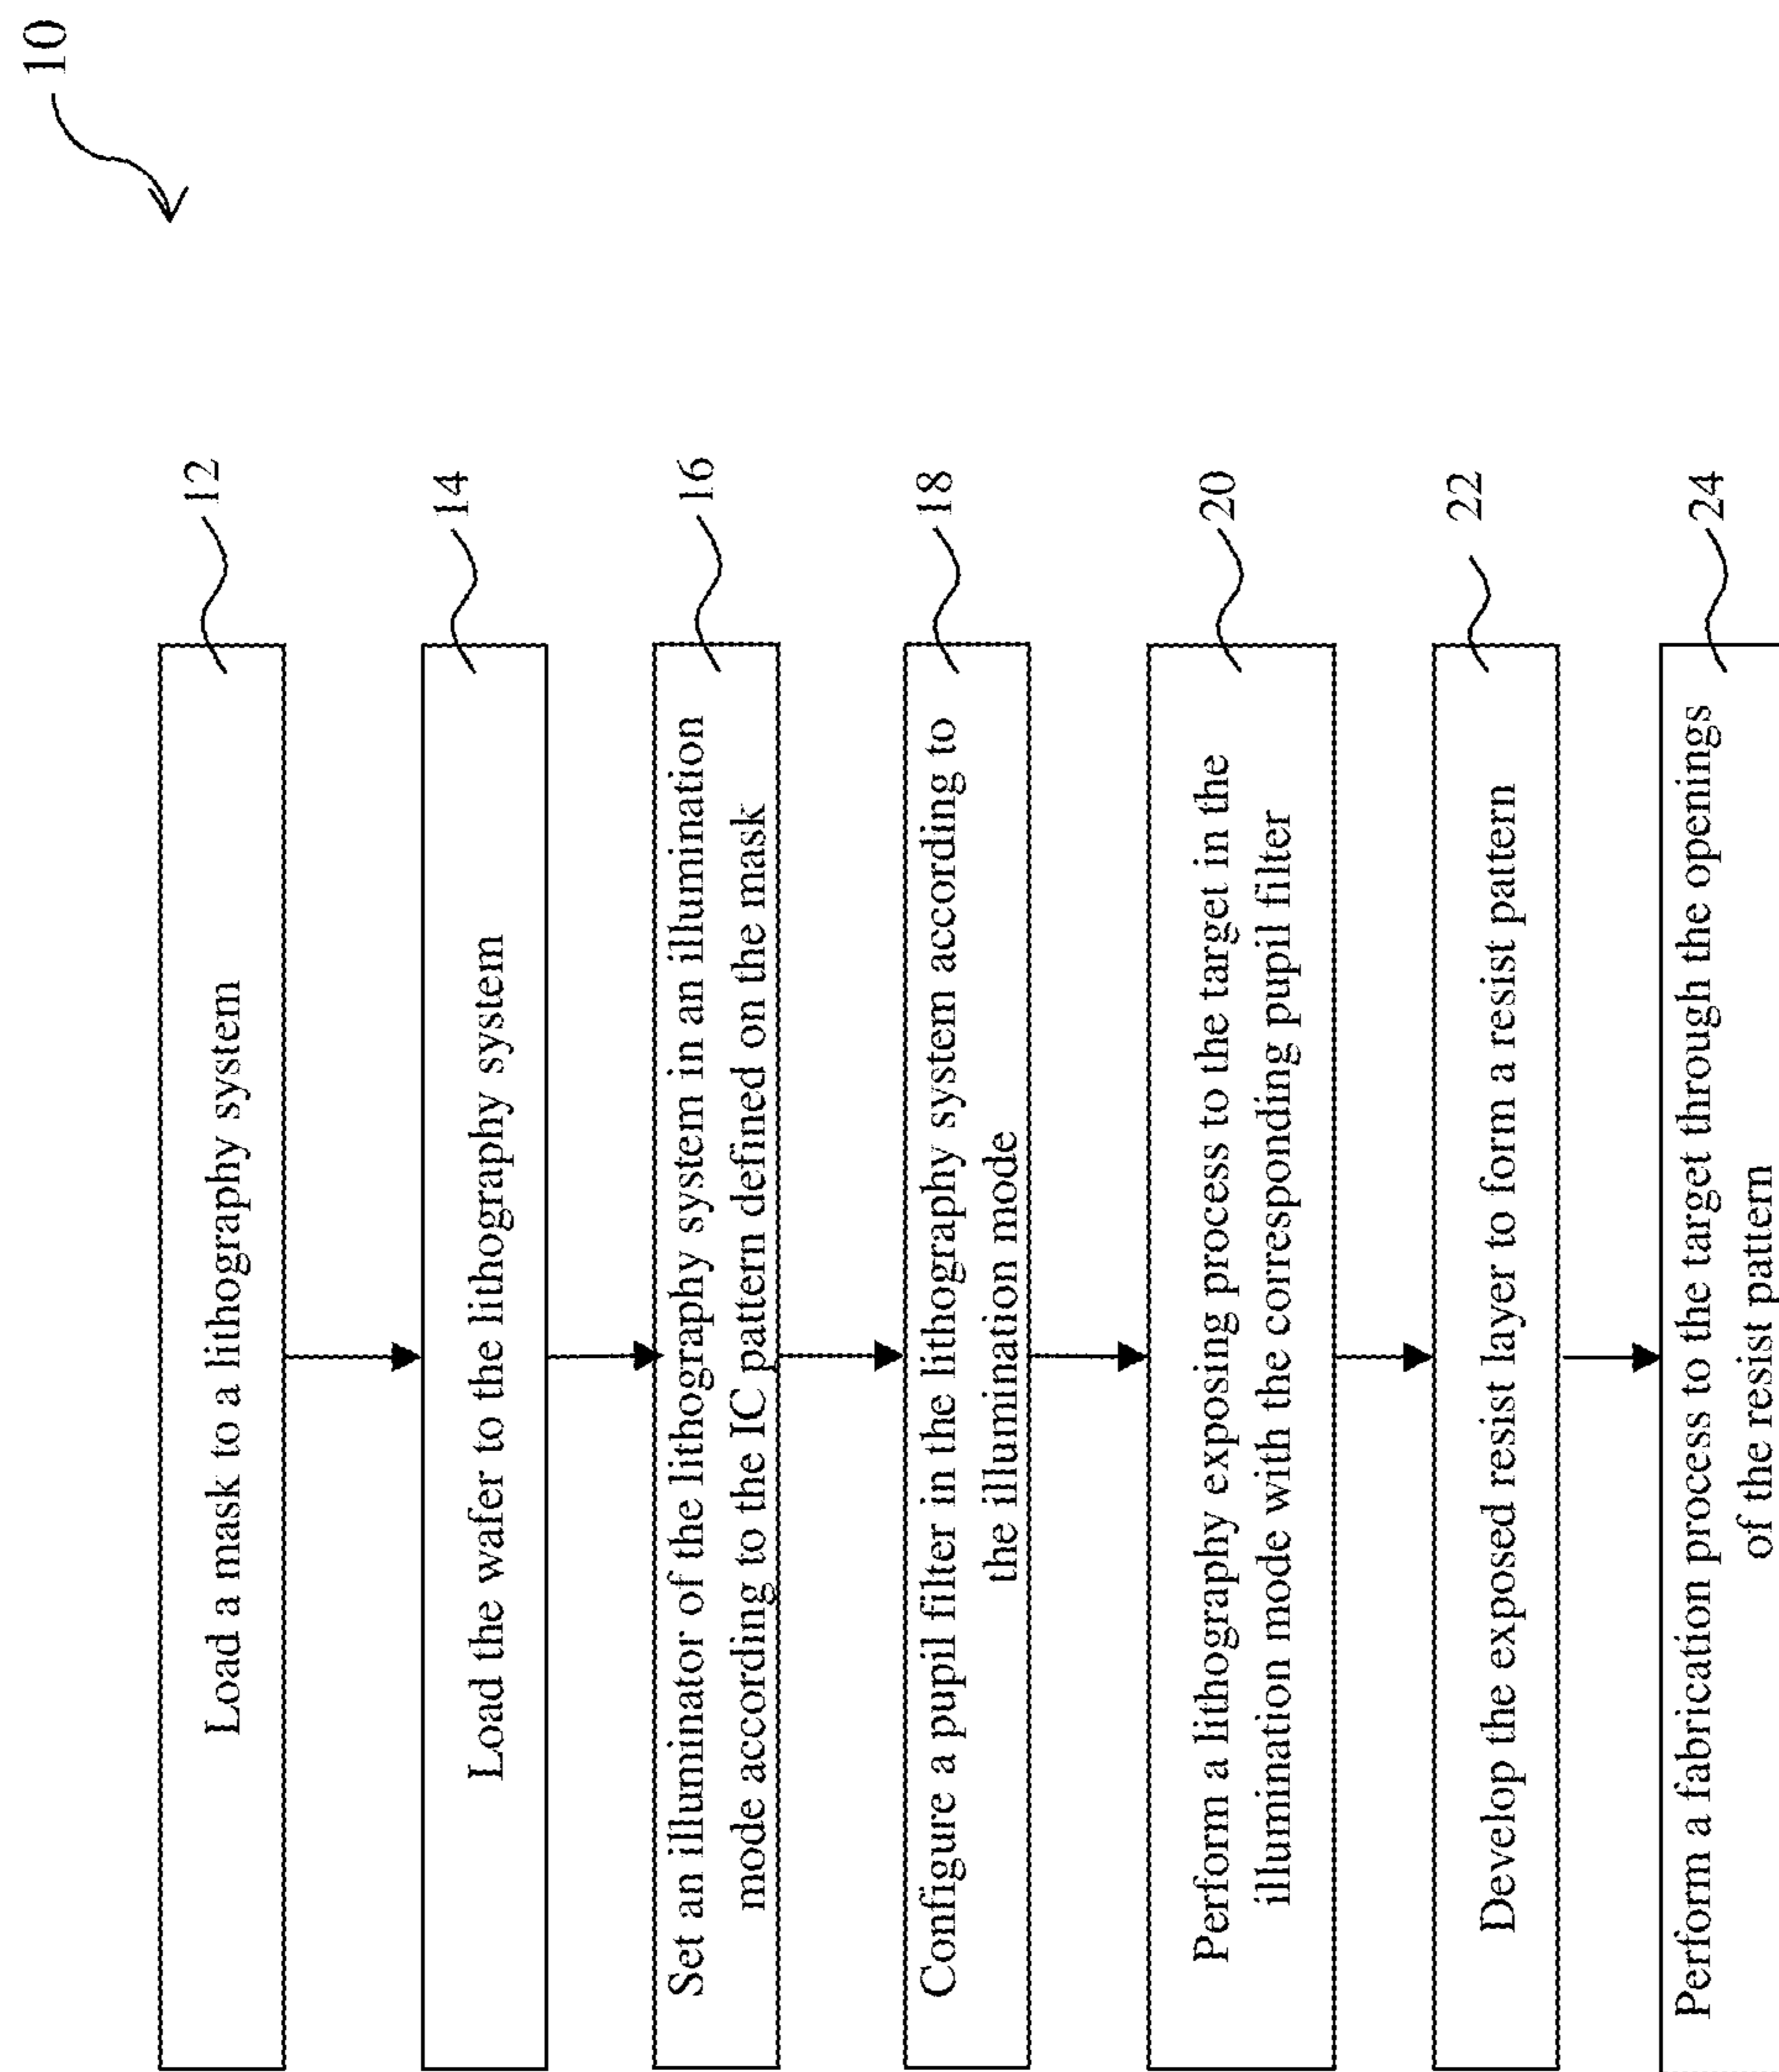 10
Load a mask to a lithography system
12
Load the wafer to the lithography system
14
Set an illuminator of the lithography system in an illumination
mode according to the IC pattern defined on the mask
16
Configure a pupil filter in the lithography system according to
the illumination mode
18
Perform a lithography exposing process to the target in the
illumination mode with the corresponding pupil filter
20
Develop the exposed resist layer to form a resist pattern
22
Perform a fabrication process to the target through the openings
of the resist pattern
24